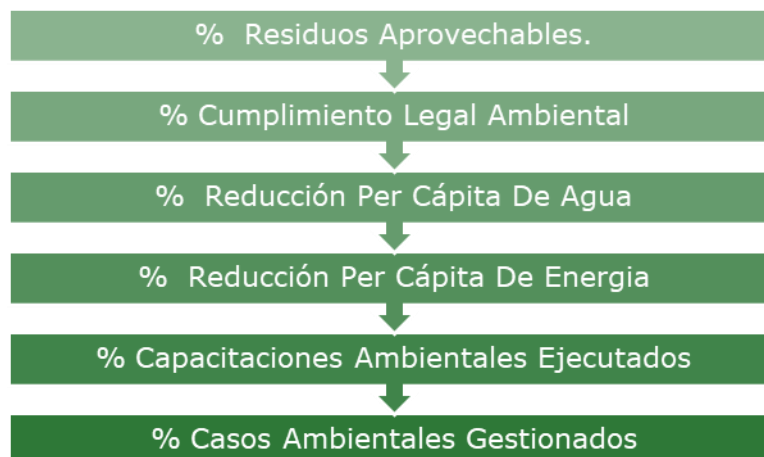 % Residuos Aprovechables.
% Cumplimiento Legal Ambiental
% Reducción Per Cápita De Agua
% Reducción Per Cápita De Energia
% Capacitaciones Ambientales Ejecutados
% Casos Ambientales Gestionados